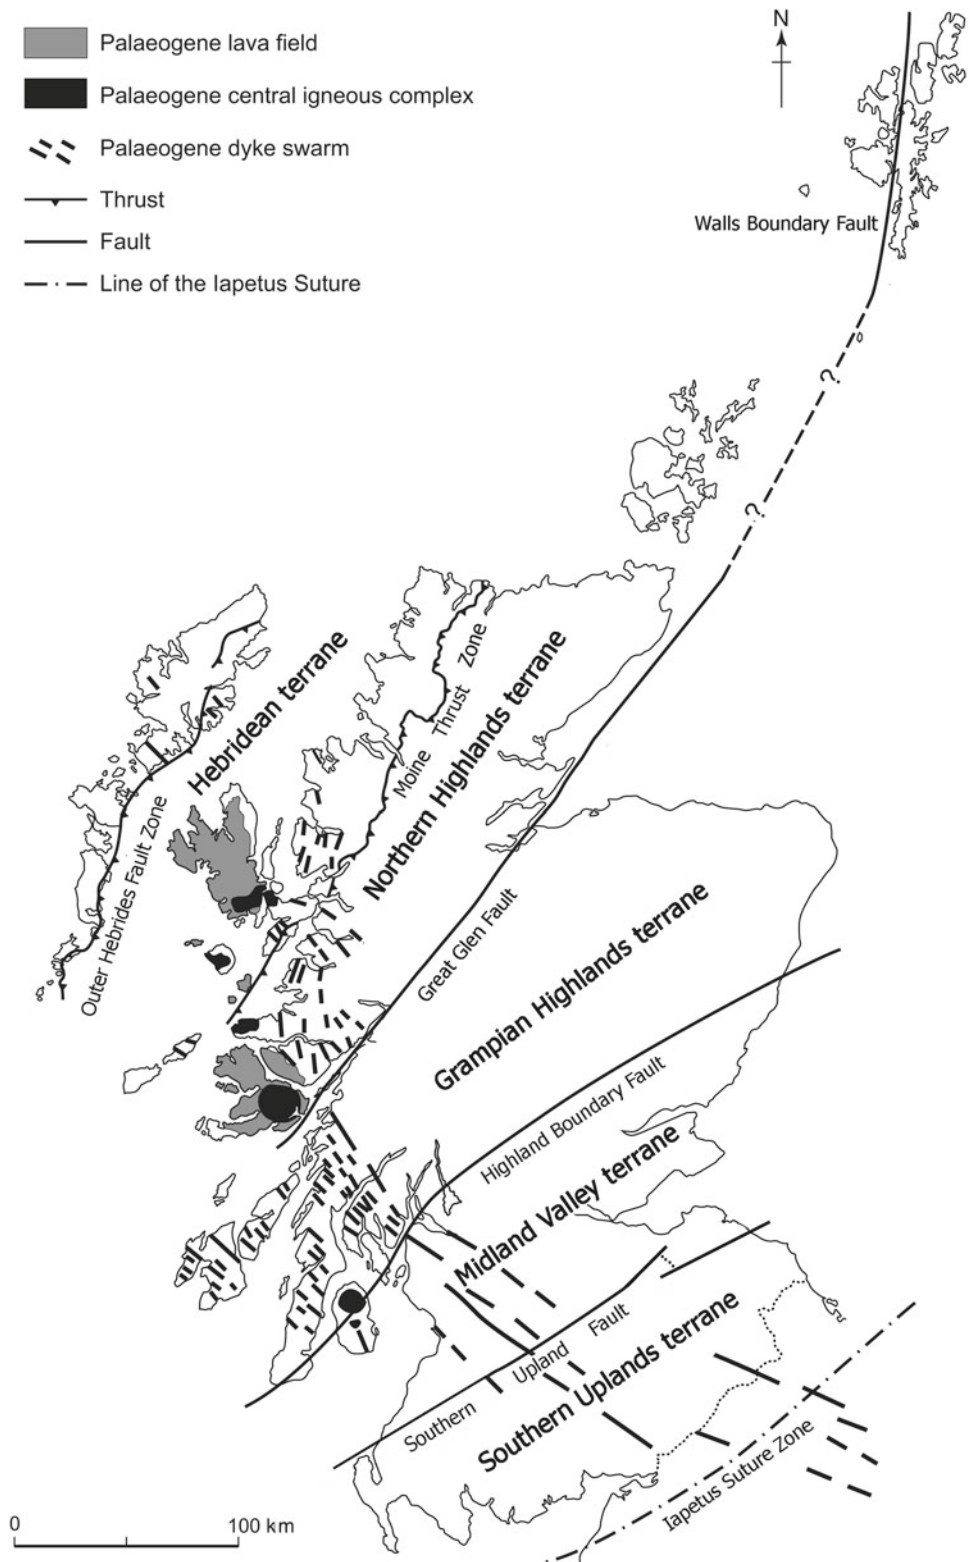 Palaeogene lava field
Palaeogene central igneous complex
Palaeogene dyke swarm
Thrust
Fault
Line of the Iapetus Suture
N
Walls Boundary Fault
?
?
Hebridean terrane
Moine Thrust Zone
Northern Highlands terrane
Outer Hebrides Fault Zone
Great Glen Fault
Grampian Highlands terrane
Highland Boundary Fault
Midland Valley terrane
Southern Upland Fault
Southern Uplands terrane
Iapetus Suture Zone
0 100 km